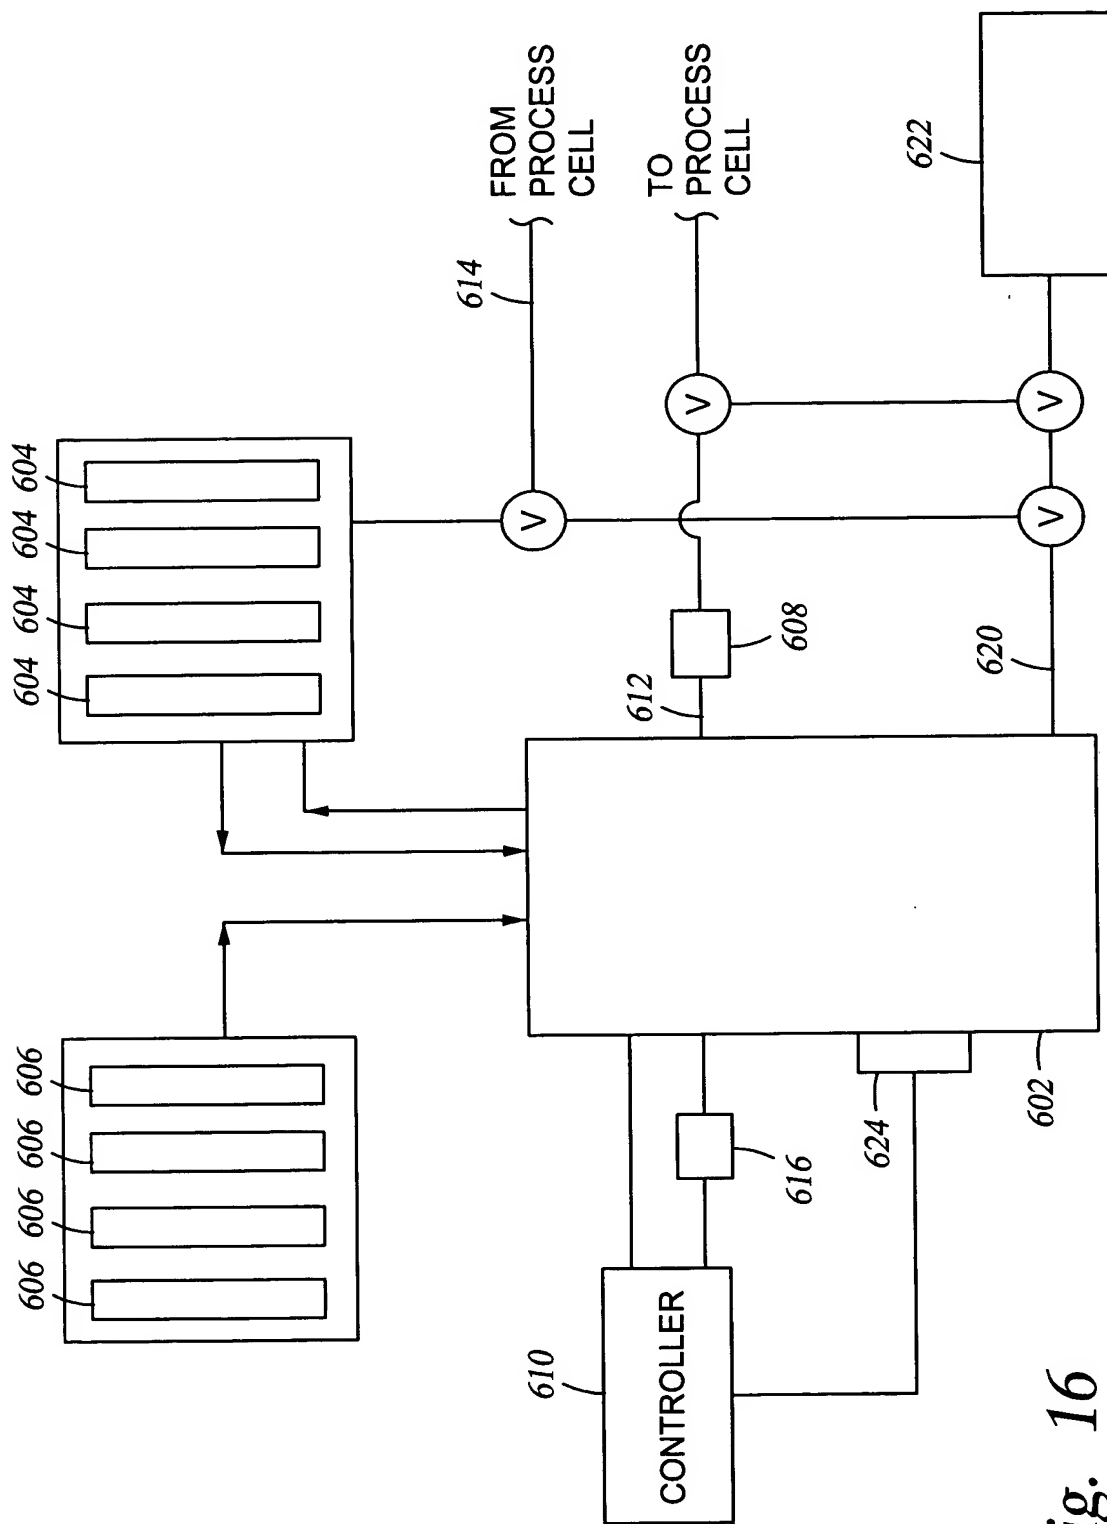 606 606 606 606
604 604 604 604
614
FROM
PROCESS
CELL
V
610
612
TO
PROCESS
CELL
CONTROLLER
V
616
608
624
622
620
602
V V
ig. 16